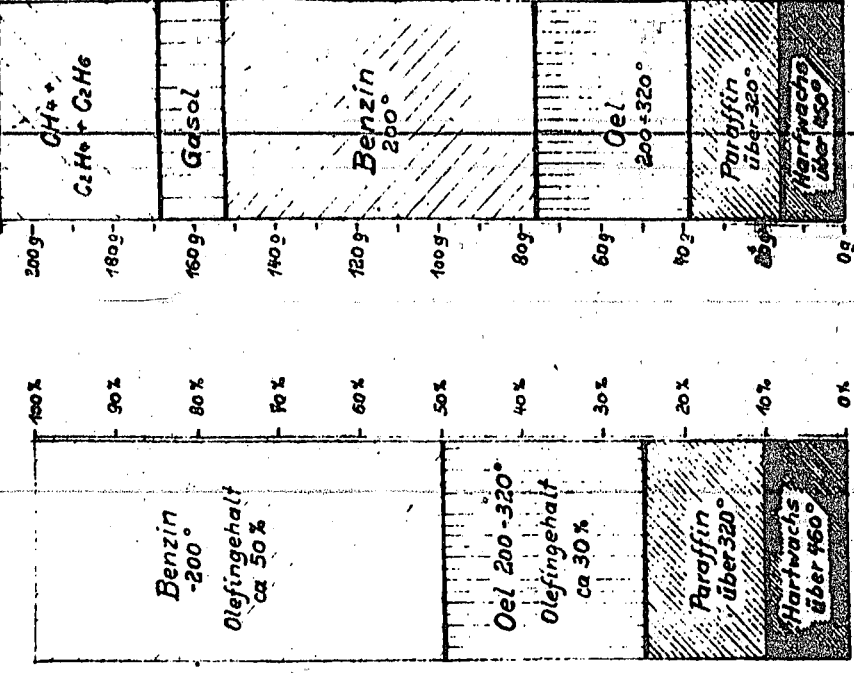 CH4 +
C2H4 + C2H6
Gasol
Benzin
200°
Oel
200-320°
Paraffin
über 320°
Hartwachs
über 460°
200g
180g
160g
140g
120g
100g
80g
60g
40g
20g
0g
100%
90%
80%
70%
60%
50%
40%
30%
20%
10%
0%
Benzin
-200°
Olefingehalt
ca 50%
Oel 200-320°
Olefingehalt
ca 30%
Paraffin
über 320°
Hartwachs
über 460°